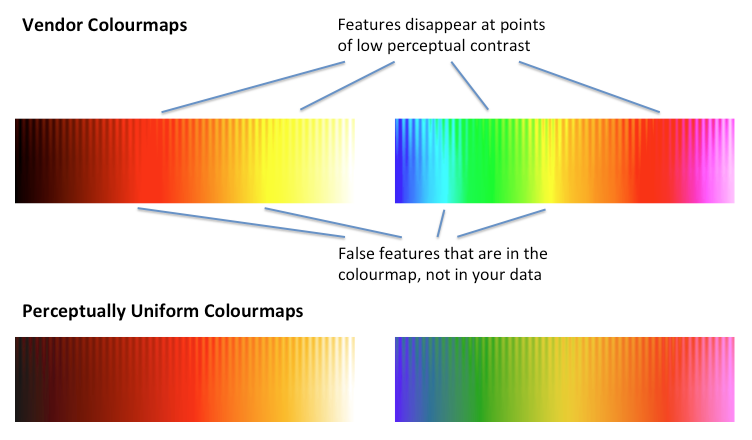 Vendor Colourmaps
Features disappear at points
of low perceptual contrast
False features that are in the
colourmap, not in your data
Perceptually Uniform Colourmaps